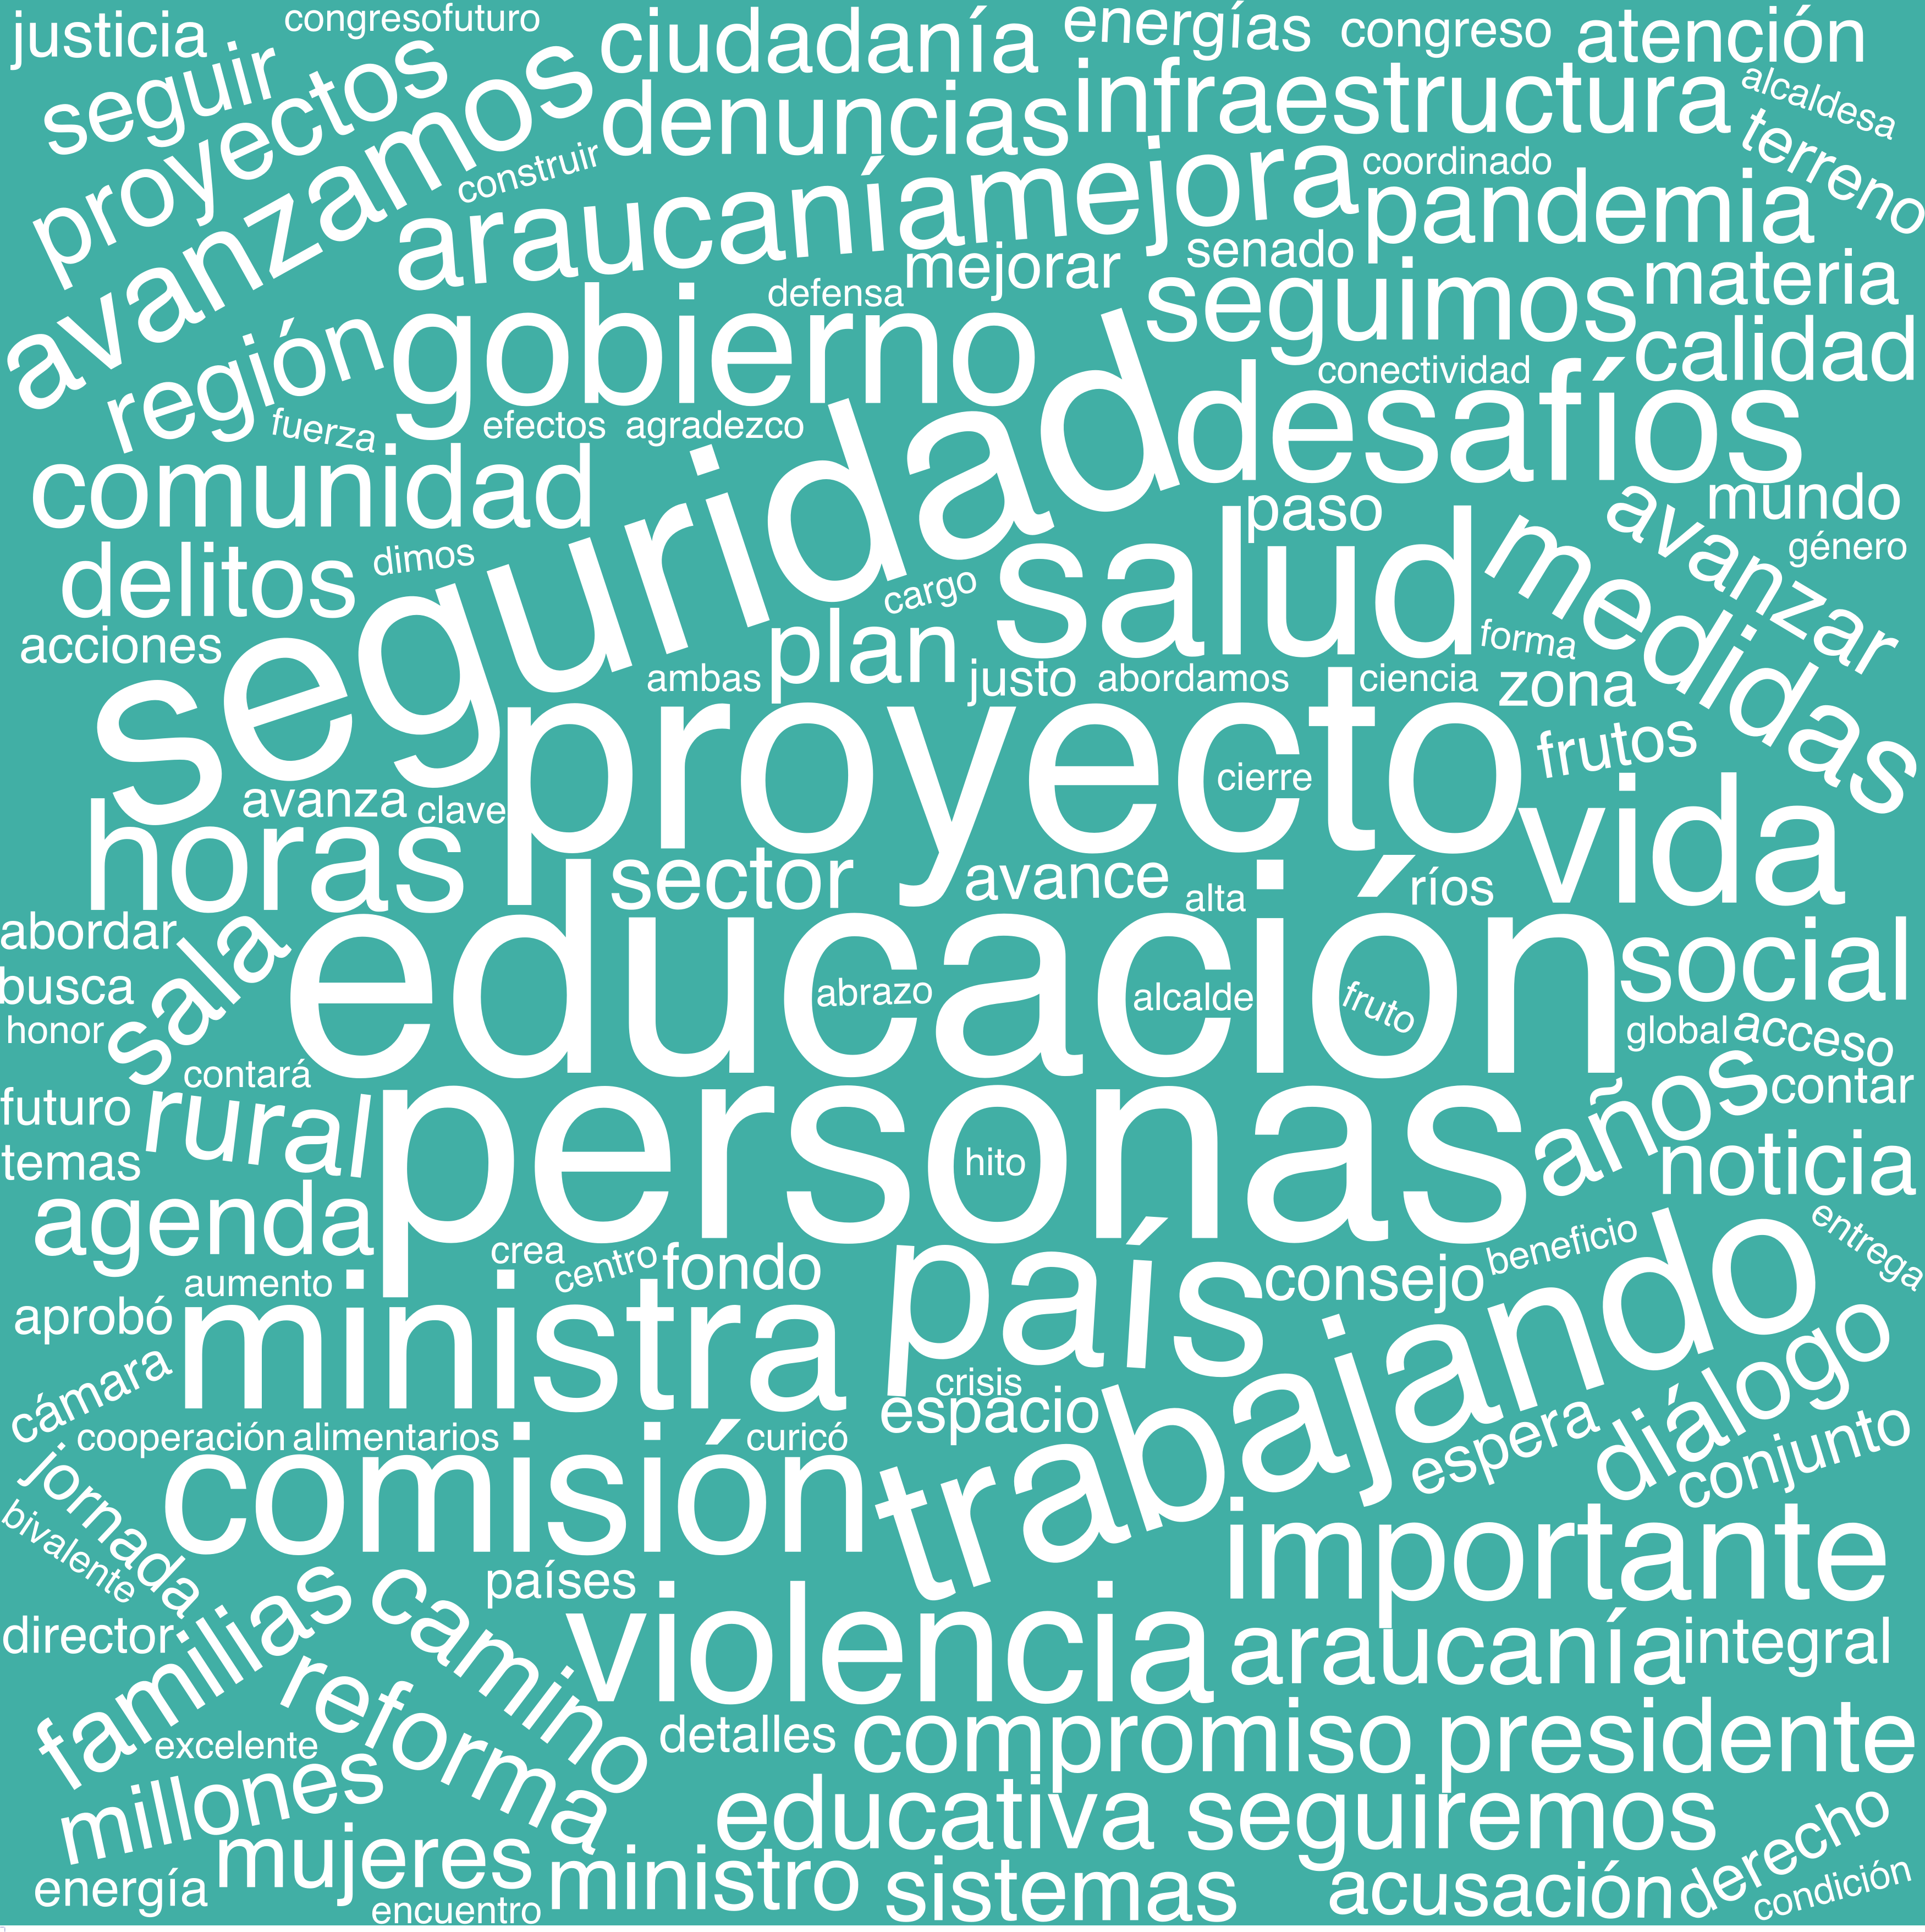 justicia
congresofuturo
ciudadanía
energías
congreso
atención
seguir
proyectos
avanzamos
denuncias
infraestructura
alcaldesa
terreno
construir
araucanía
mejora
coordinado
pandemia
senado
mejorar
defensa
seguimos
materia
región
gobierno
conectividad
calidad
fuerza
efectos
agradezco
desafíos
comunidad
seguridad
paso
avanzar
mundo
género
delitos
dimos
cargo
salud
medidas
acciones
plan
forma
ambas
justo
abordamos
ciencia
zona
proyecto
frutos
cierre
avanza
clave
horas
vida
sector
avance
alta
ríos
abordar
sala
educación
social
busca
abrazo
alcalde
fruto
honor
global
acceso
contará
futuro
rural
personas
años
contar
temas
hito
noticia
agenda
crea
centro
fondo
país
consejo
beneficio
entrega
aumento
aprobó
ministra
trabajando
diálogo
cámara
crisis
espacio
cooperación
alimentarios
curicó
espera
conjunto
jornada
comisión
bivalente
importante
países
familias
camino
violencia
araucanía
integral
director
reforma
detalles
compromiso
presidente
excelente
millones
educativa
seguiremos
mujeres
ministro
sistemas
acusación
derecho
energía
encuentro
condición